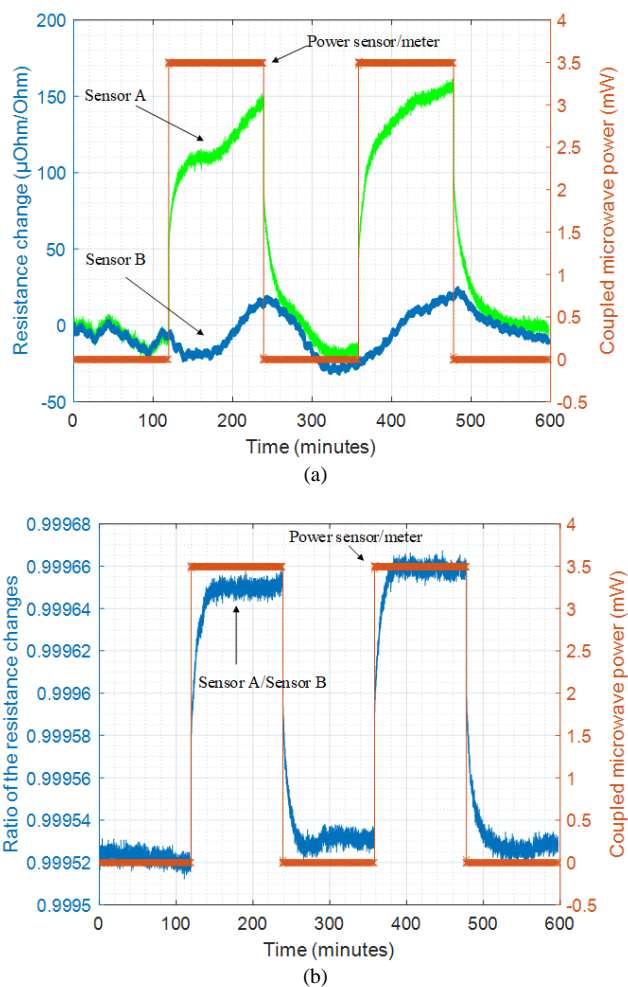 200
150
100
50
0
-50
Resistance change (µOhm/Ohm)
Power sensor/meter
Sensor A
Sensor B
4
3.5
3
2.5
2
1.5
1
0.5
0
-0.5
Coupled microwave power (mW)
0 100 200 300 400 500 600
Time (minutes)
(a)
0.99968
0.99966
0.99964
0.99962
0.9996
0.99958
0.99956
0.99954
0.99952
0.9995
Ratio of the resistance changes
Power sensor/meter
Sensor A/Sensor B
4
3.5
3
2.5
2
1.5
1
0.5
0
-0.5
Coupled microwave power (mW)
0 100 200 300 400 500 600
Time (minutes)
(b)